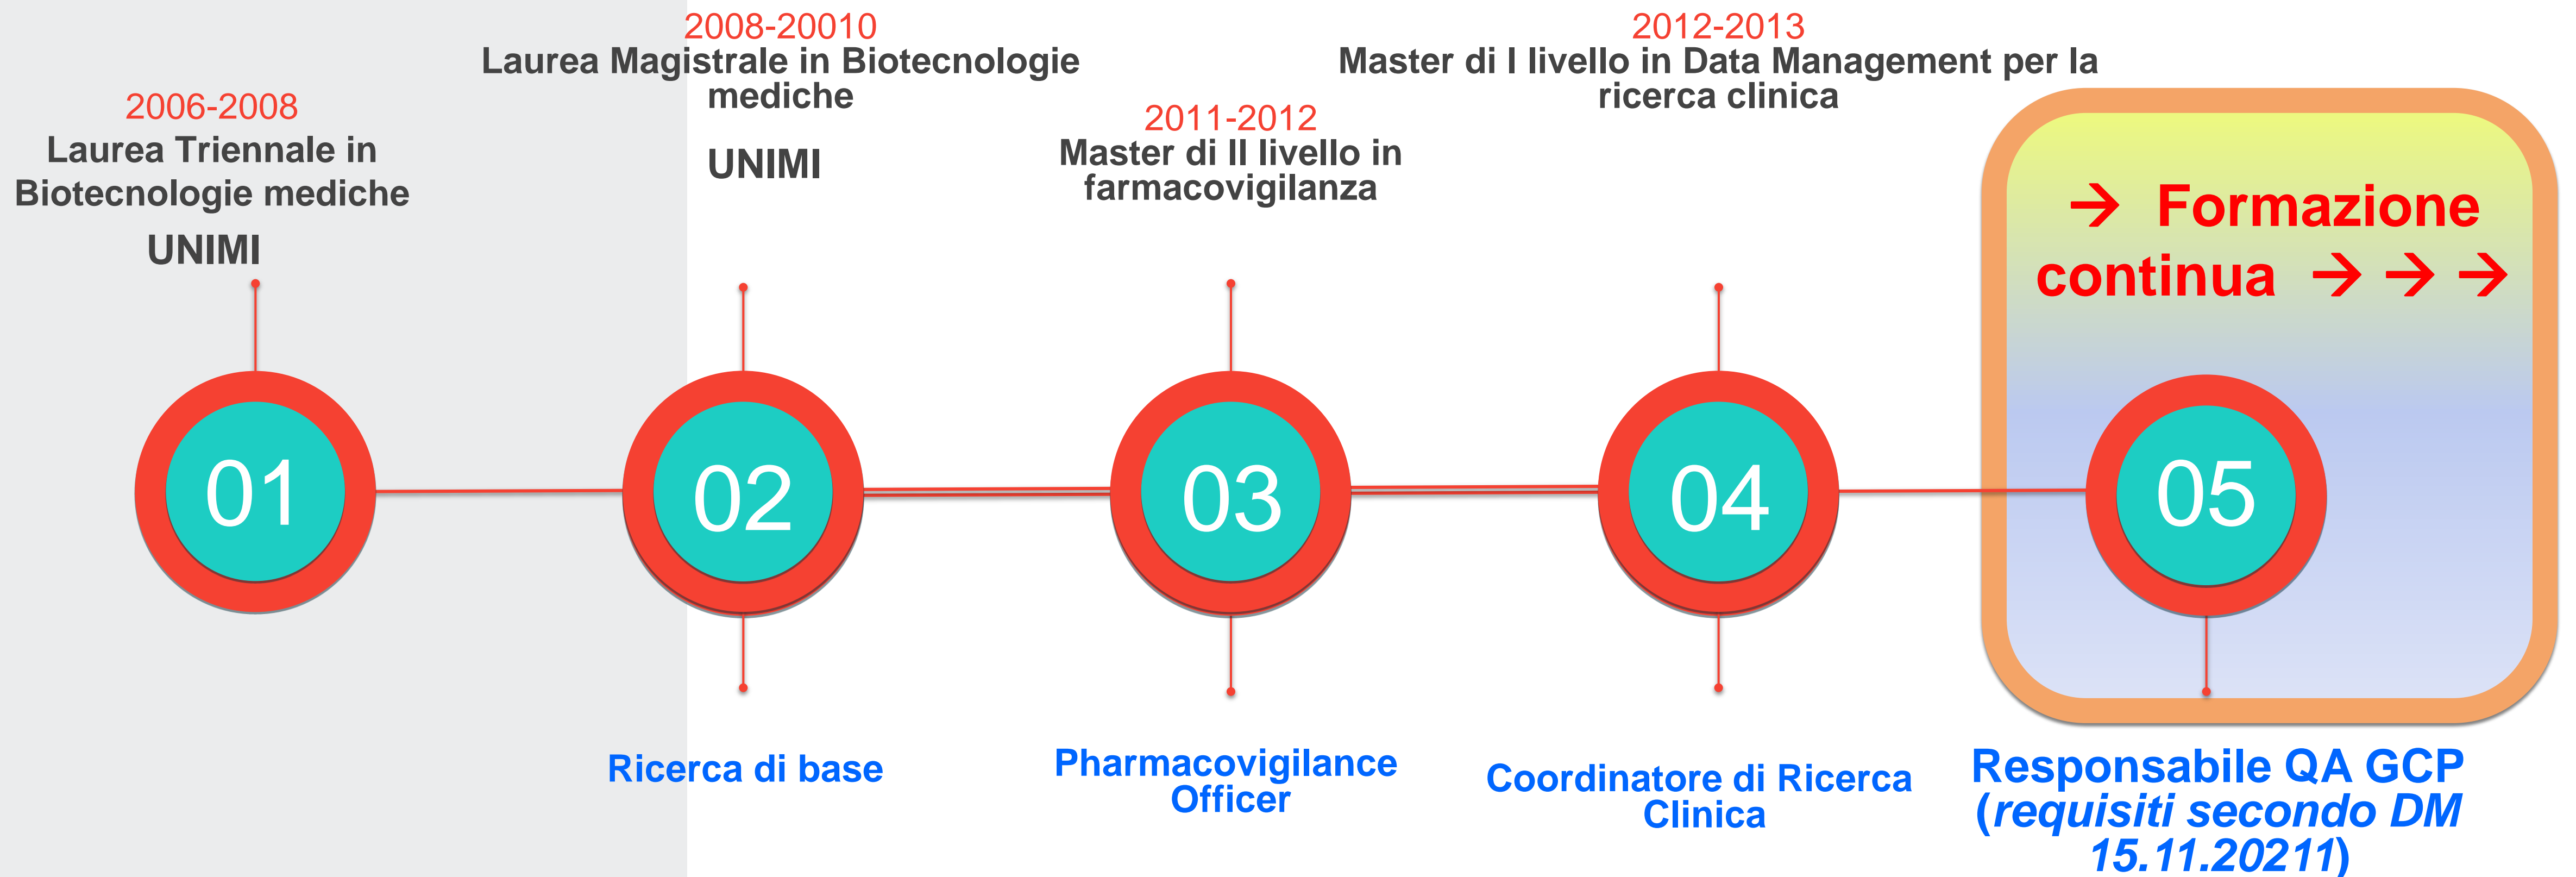 2006-2008
Laurea Triennale in
Biotecnologie mediche
UNIMI
2008-20010
Laurea Magistrale in Biotecnologie
mediche
UNIMI
2011-2012
Master di II livello in
farmacovigilanza
2012-2013
Master di I livello in Data Management per la
ricerca clinica
→ Formazione
continua → → →
01
02
03
04
05
Ricerca di base
Pharmacovigilance
Officer
Coordinatore di Ricerca
Clinica
Responsabile QA GCP
(requisiti secondo DM
15.11.20211)